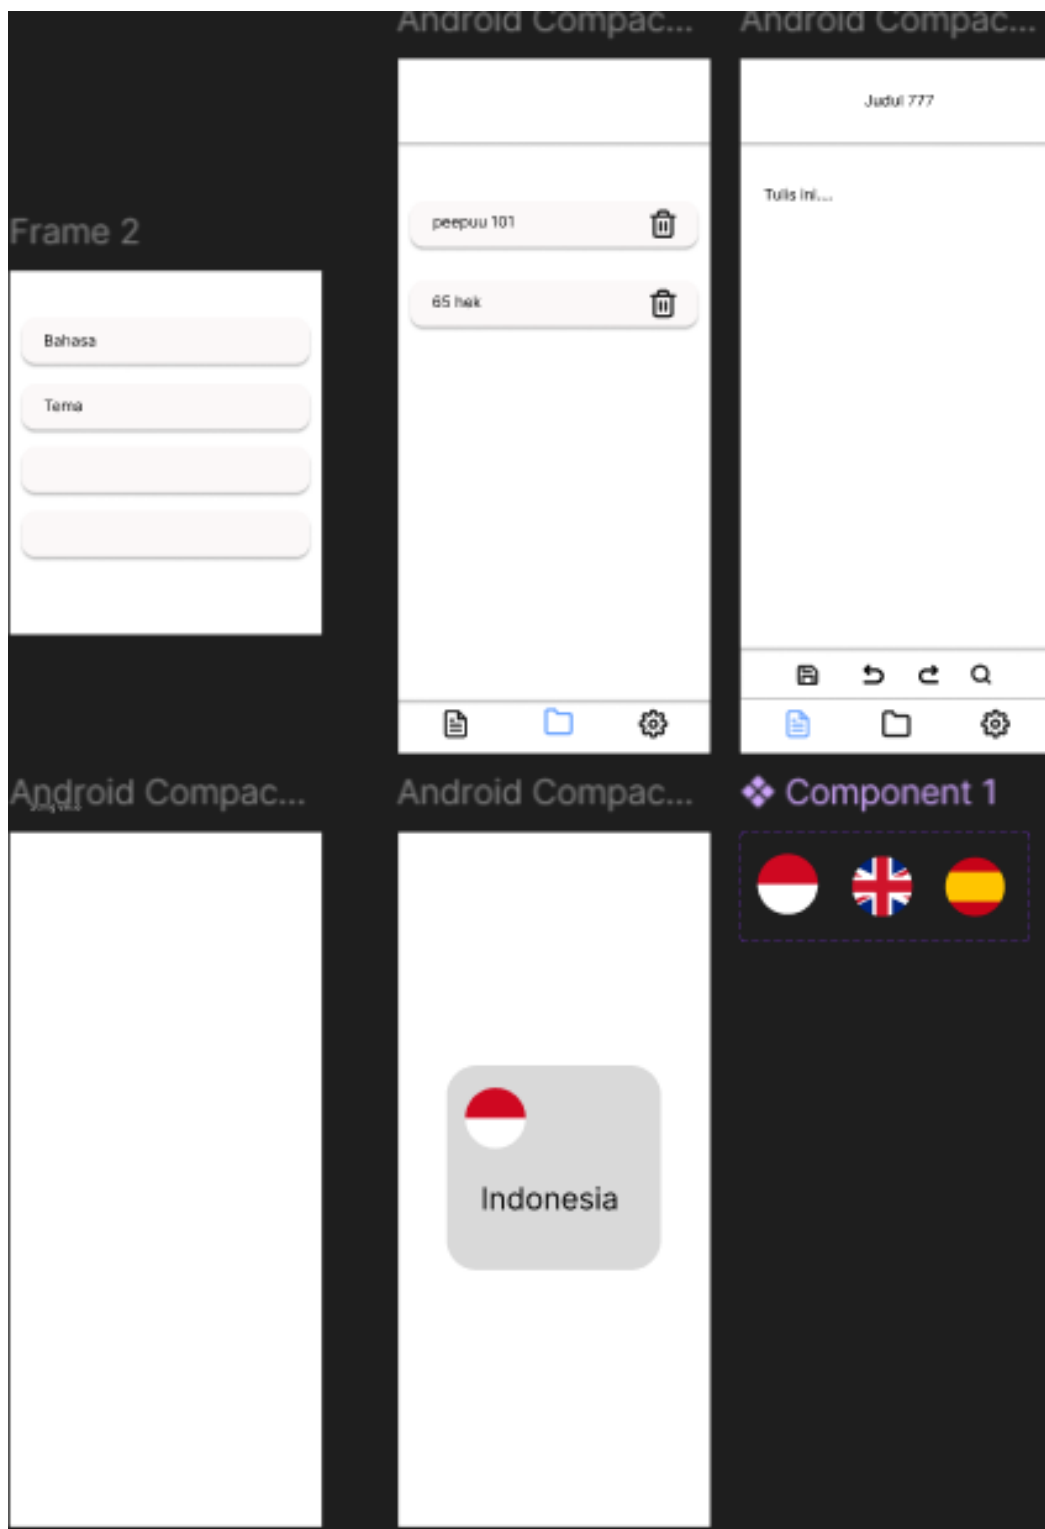 Android Compac...
Android Compac...
Judul 777
Tulis ini....
peepuu 101
65 hek
Frame 2
Bahasa
Tema
Android Compac...
Android Compac...
Component 1
Indonesia